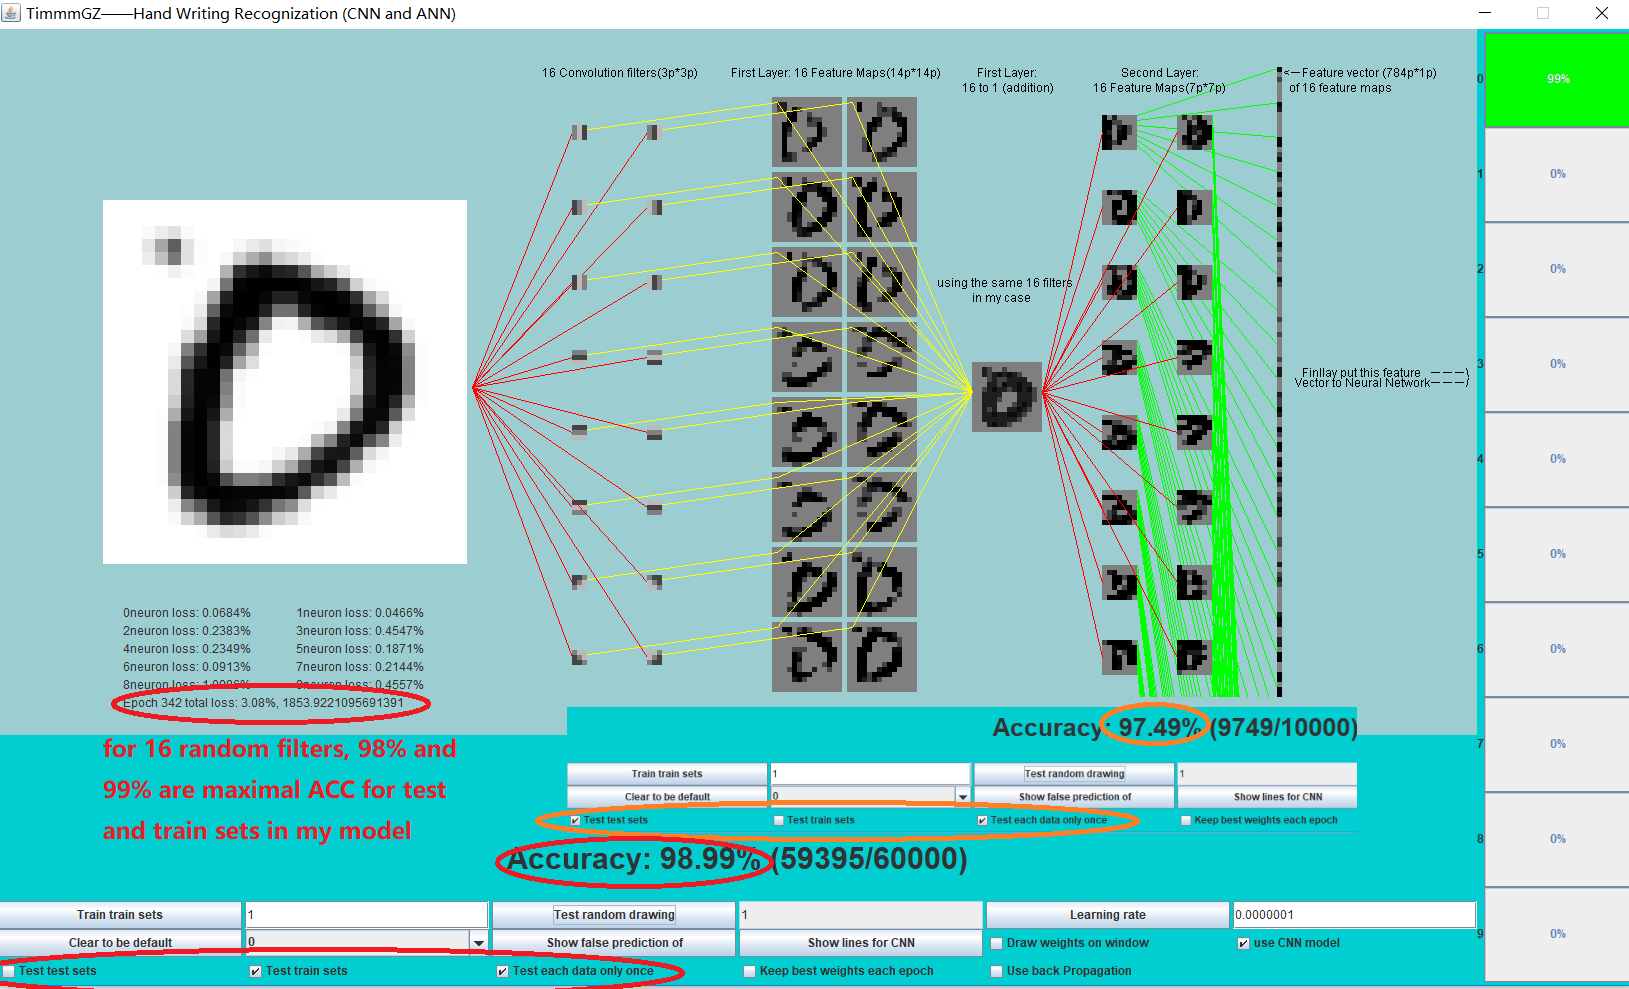 TimmmGZ——Hand Writing Recognization (CNN and ANN)
16 Convolution filters(3p*3p)
First Layer: 16 Feature Maps(14p*14p)
First Layer:
16 to 1 (addition)
Second Layer:
16 Feature Maps(7p*7p)
<—Feature vector (784p*1p)
of 16 feature maps
using the same 16 filters
in my case
Finllay put this feature ———\
Vector to Neural Network———/
0 99%
1 0%
2 0%
3 0%
4 0%
5 0%
6 0%
7 0%
8 0%
9 0%
0neuron loss: 0.0684% 1neuron loss: 0.0466%
2neuron loss: 0.2383% 3neuron loss: 0.4547%
4neuron loss: 0.2349% 5neuron loss: 0.1871%
6neuron loss: 0.0913% 7neuron loss: 0.2144%
8neuron loss: 9neuron loss: 0.4557%
Epoch 342 total loss: 3.08%, 1853.9221095691391
for 16 random filters, 98% and
99% are maximal ACC for test
and train sets in my model
Accuracy: 97.49% (9749/10000)
Train train sets 1 Test random drawing 1
Clear to be default 0 Show false prediction of Show lines for CNN
Test test sets Test train sets Test each data only once Keep best weights each epoch
Accuracy: 98.99% (59395/60000)
Train train sets 1 Test random drawing 1 Learning rate 0.0000001
Clear to be default 0 Show false prediction of Show lines for CNN Draw weights on window use CNN model
Test test sets Test train sets Test each data only once Keep best weights each epoch Use back Propagation